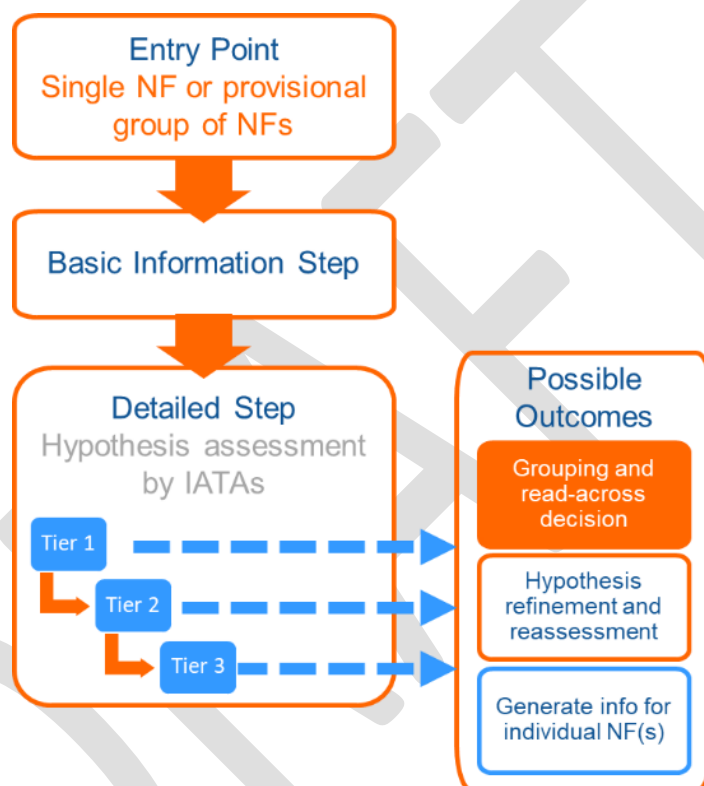 Entry Point
Single NF or provisional
group of NFs
Basic Information Step
Detailed Step
Hypothesis assessment
by IATAs
Tier 1
Tier 2
Tier 3
Possible
Outcomes
Grouping and
read-across
decision
Hypothesis
refinement and
reassessment
Generate info for
individual NF(s)